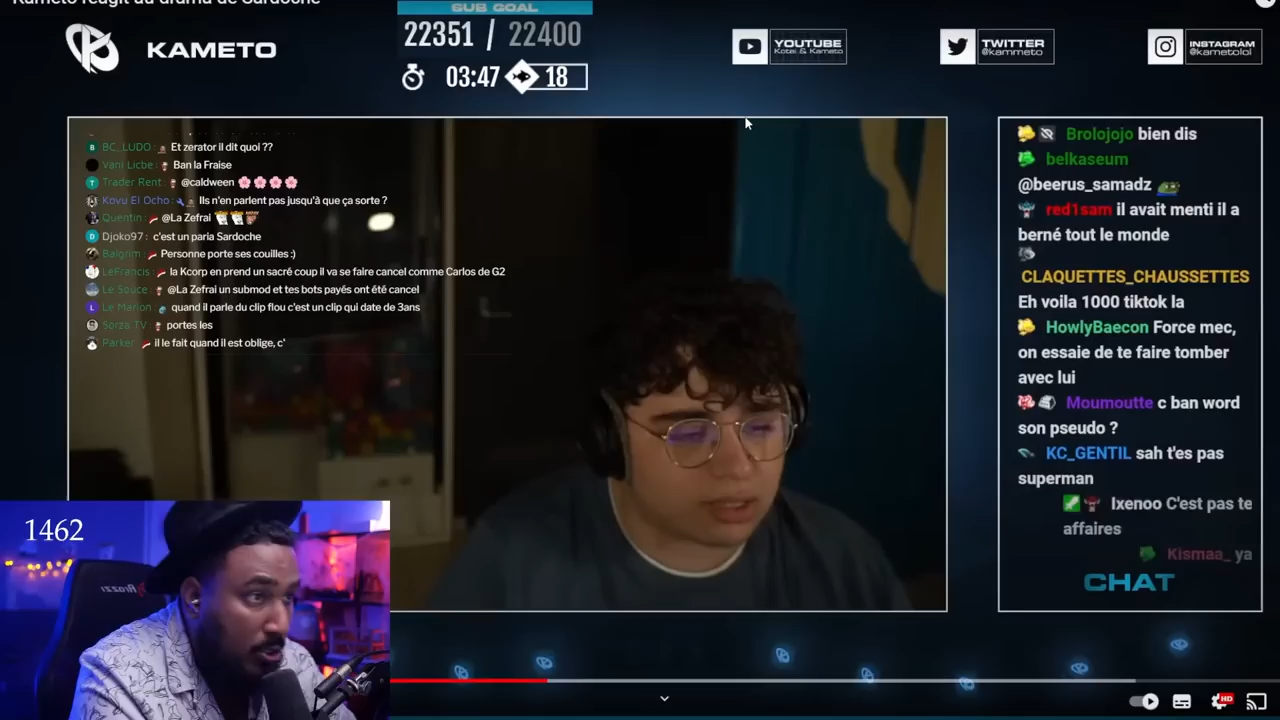 Kameto réagit au drama de Sardoche
KAMETO
SUB GOAL
22351 / 22400
03:47 18
YOUTUBE
Kotei & Kameto
TWITTER
@kammeto
INSTAGRAM
@kametolol
BC_LUDO : Et zerator il dit quoi ??
Vani Licbe : Ban la Fraise
Trader Rent : @caldween
Kovu El Ocho : Ils n'en parlent pas jusqu'à que ça sorte ?
Quentin : @La Zefrai
Djoko97 : c'est un paria Sardoche
Balgrim : Personne porte ses couilles :)
LeFrancis : la Kcorp en prend un sacré coup il va se faire cancel comme Carlos de G2
Le Souce : @La Zefrai un submod et tes bots payés ont été cancel
Le Marion : quand il parle du clip flou c'est un clip qui date de 3ans
Sorza TV : portes les
Parker : il le fait quand il est oblige, c'
Brolojojo bien dis
belkaseum
@beerus_samadz
red1sam il avait menti il a
berné tout le monde
CLAQUETTES_CHAUSSETTES
Eh voila 1000 tiktok la
HowlyBaecon Force mec,
on essaie de te faire tomber
avec lui
Moumoutte c ban word
son pseudo ?
KC_GENTIL sah t'es pas
superman
Ixenoo C'est pas te
affaires
Kismaa_ ya
CHAT
1462
HD